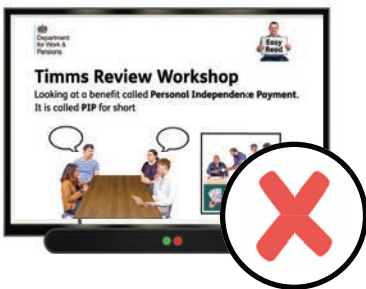 Department
for Work &
Pensions
Easy
Read
Timms Review Workshop
Looking at a benefit called Personal Independence Payment.
It is called PIP for short